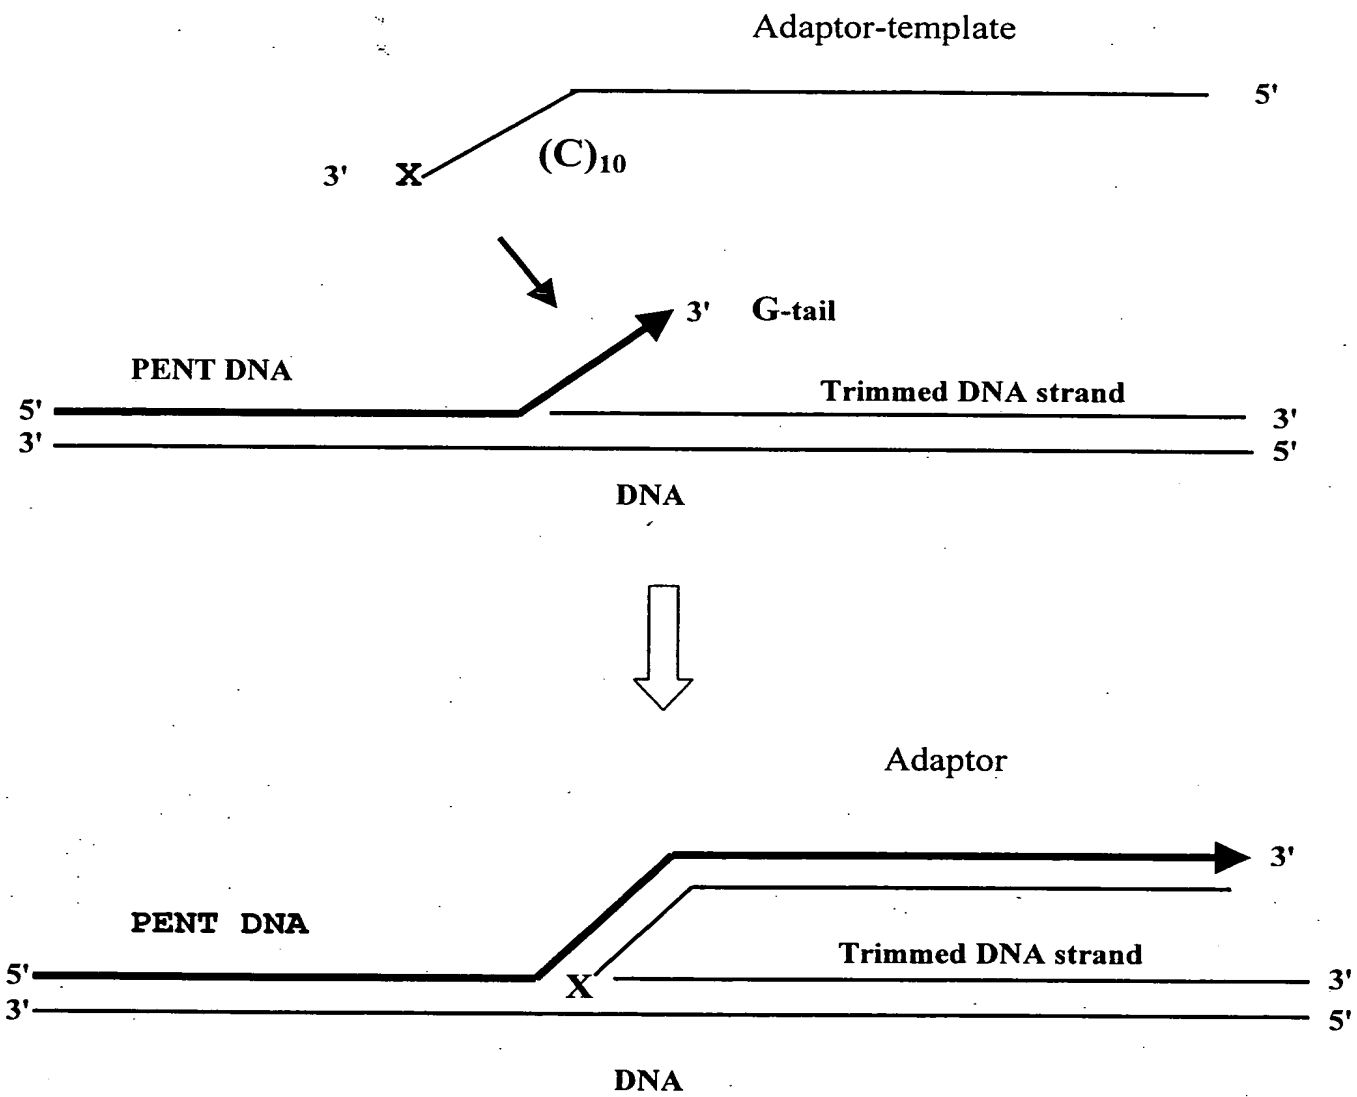 Adaptor-template
5'
(C)10
3' X
3' G-tail
PENT DNA
Trimmed DNA strand
5'
3'
3'
5'
DNA
Adaptor
3'
PENT DNA
Trimmed DNA strand
5'
X
3'
3'
5'
DNA